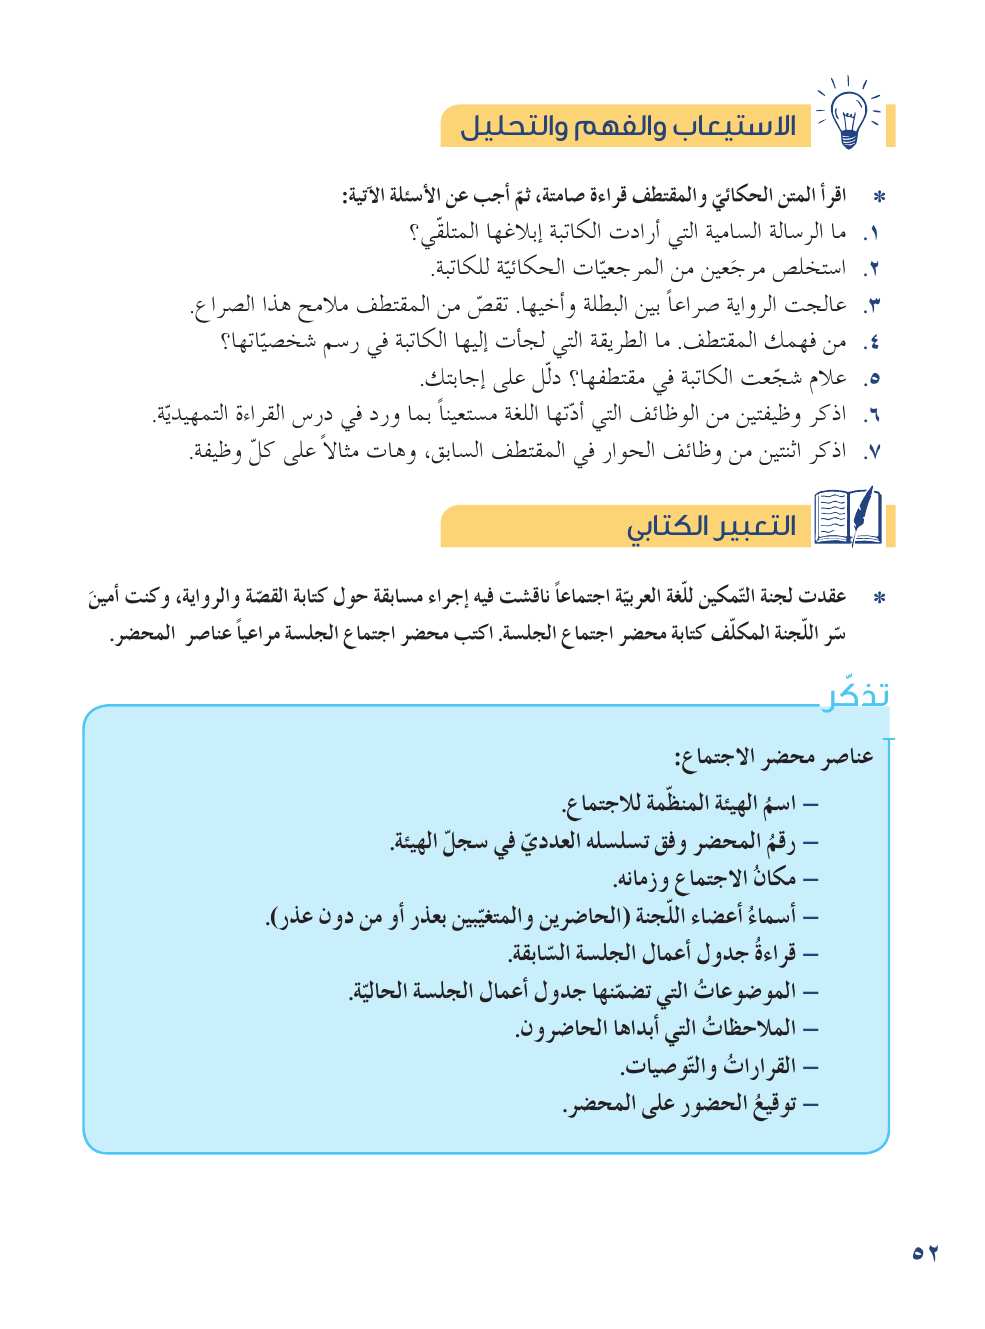 الاستيعاب والفهم والتحليل
* اقرأ المتن الحكائيّ والمقتطف قراءة صامتة، ثمّ أجب عن الأسئلة الآتية:
١. ما الرسالة السامية التي أرادت الكاتبة إبلاغها المتلقّي؟
٢. استخلص مرجَعين من المرجعيّات الحكائيّة للكاتبة.
٣. عالجت الرواية صراعاً بين البطلة وأخيها. تقصّ من المقتطف ملامح هذا الصراع.
٤. من فهمك المقتطف. ما الطريقة التي لجأت إليها الكاتبة في رسم شخصيّاتها؟
٥. علام شجّعت الكاتبة في مقتطفها؟ دلّل على إجابتك.
٦. اذكر وظيفتين من الوظائف التي أدّتها اللغة مستعيناً بما ورد في درس القراءة التمهيديّة.
٧. اذكر اثنتين من وظائف الحوار في المقتطف السابق، وهات مثالاً على كلّ وظيفة.
التعبير الكتابي
* عقدت لجنة التّمكين للّغة العربيّة اجتماعاً ناقشت فيه إجراء مسابقة حول كتابة القصّة والرواية، وكنت أمينَ
سّر اللّجنة المكلّف كتابة محضر اجتماع الجلسة. اكتب محضر اجتماع الجلسة مراعياً عناصر المحضر.
تذكّر
عناصر محضر الاجتماع:
– اسمُ الهيئة المنظّمة للاجتماع.
– رقمُ المحضر وفق تسلسله العدديّ في سجلّ الهيئة.
– مكانُ الاجتماع وزمانه.
– أسماءُ أعضاء اللّجنة (الحاضرين والمتغيّبين بعذر أو من دون عذر).
– قراءةُ جدول أعمال الجلسة السّابقة.
– الموضوعاتُ التي تضمّنها جدول أعمال الجلسة الحاليّة.
– الملاحظاتُ التي أبداها الحاضرون.
– القراراتُ والتّوصيات.
– توقيعُ الحضور على المحضر.
٥٢